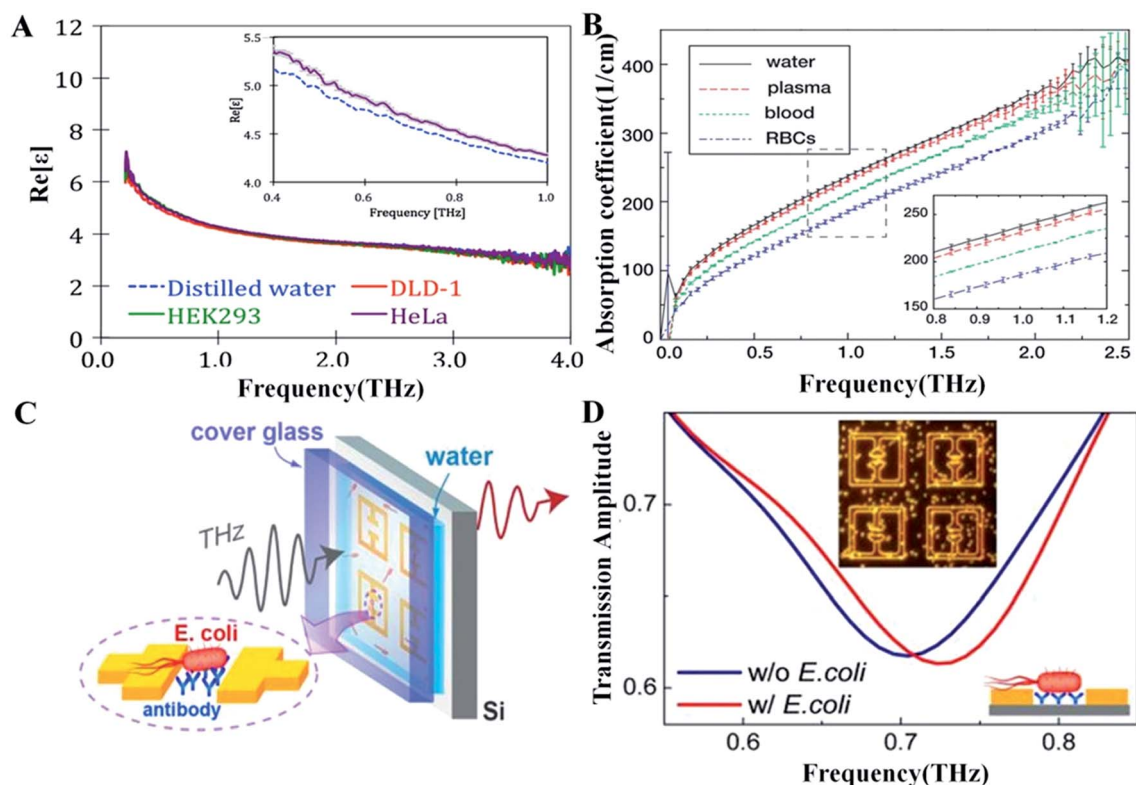 A
12
10
8
6
4
2
0
Re[ε]
0.0 1.0 2.0 3.0 4.0
Frequency(THz)
5.5
5.0
4.5
4.0
Re[ε]
0.4 0.6 0.8 1.0
Frequency [THz]
Distilled water
DLD-1
HEK293
HeLa
B
400
300
200
100
0
Absorption coefficient(1/cm)
water
plasma
blood
RBCs
250
200
150
0.8 0.9 1.0 1.1 1.2
0.0 0.5 1.0 1.5 2.0 2.5
Frequency(THz)
C
cover glass
water
THz
E. coli
antibody
Si
D
0.7
0.6
Transmission Amplitude
w/o E.coli
w/ E.coli
0.6 0.7 0.8
Frequency(THz)